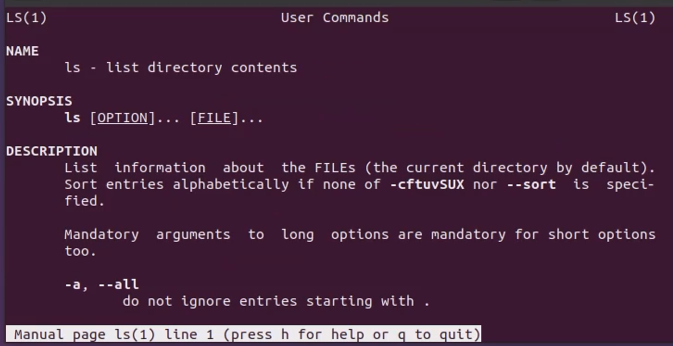 LS(1) User Commands LS(1)
NAME
ls - list directory contents
SYNOPSIS
ls [OPTION]... [FILE]...
DESCRIPTION
List information about the FILEs (the current directory by default).
Sort entries alphabetically if none of -cftuvSUX nor --sort is speci-
fied.
Mandatory arguments to long options are mandatory for short options
too.
-a, --all
do not ignore entries starting with .
Manual page ls(1) line 1 (press h for help or q to quit)